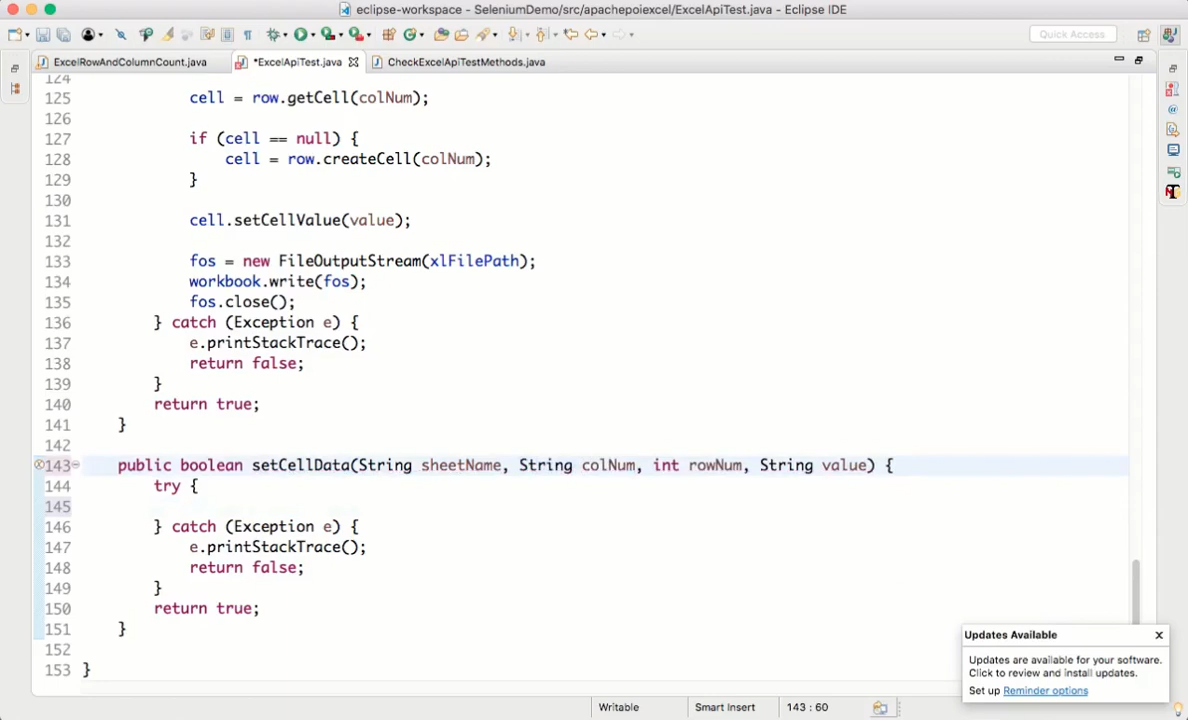 eclipse-workspace - SeleniumDemo/src/apachepoiexcel/ExcelApiTest.java - Eclipse IDE
Quick Access
ExcelRowAndColumnCount.java
*ExcelApiTest.java
CheckExcelApiTestMethods.java
124
125 cell = row.getCell(colNum);
126
127 if (cell == null) {
128 cell = row.createCell(colNum);
129 }
130
131 cell.setCellValue(value);
132
133 fos = new FileOutputStream(xlFilePath);
134 workbook.write(fos);
135 fos.close();
136 } catch (Exception e) {
137 e.printStackTrace();
138 return false;
139 }
140 return true;
141 }
142
143 public boolean setCellData(String sheetName, String colNum, int rowNum, String value) {
144 try {
145
146 } catch (Exception e) {
147 e.printStackTrace();
148 return false;
149 }
150 return true;
151 }
152
153 }
Updates Available
Updates are available for your software.
Click to review and install updates.
Set up Reminder options
Writable
Smart Insert
143 : 60